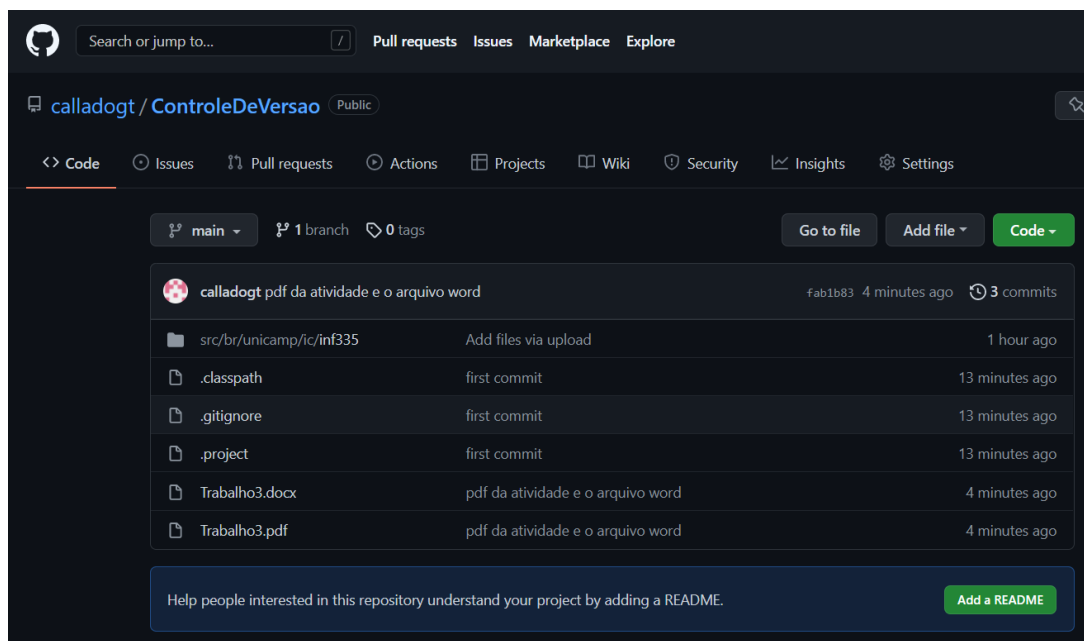 Search or jump to... / Pull requests Issues Marketplace Explore
calladogt / ControleDeVersao Public
<> Code Issues Pull requests Actions Projects Wiki Security Insights Settings
main 1 branch 0 tags Go to file Add file Code
calladogt pdf da atividade e o arquivo word fab1b83 4 minutes ago 3 commits
src/br/unicamp/ic/inf335 Add files via upload 1 hour ago
.classpath first commit 13 minutes ago
.gitignore first commit 13 minutes ago
.project first commit 13 minutes ago
Trabalho3.docx pdf da atividade e o arquivo word 4 minutes ago
Trabalho3.pdf pdf da atividade e o arquivo word 4 minutes ago
Help people interested in this repository understand your project by adding a README. Add a README